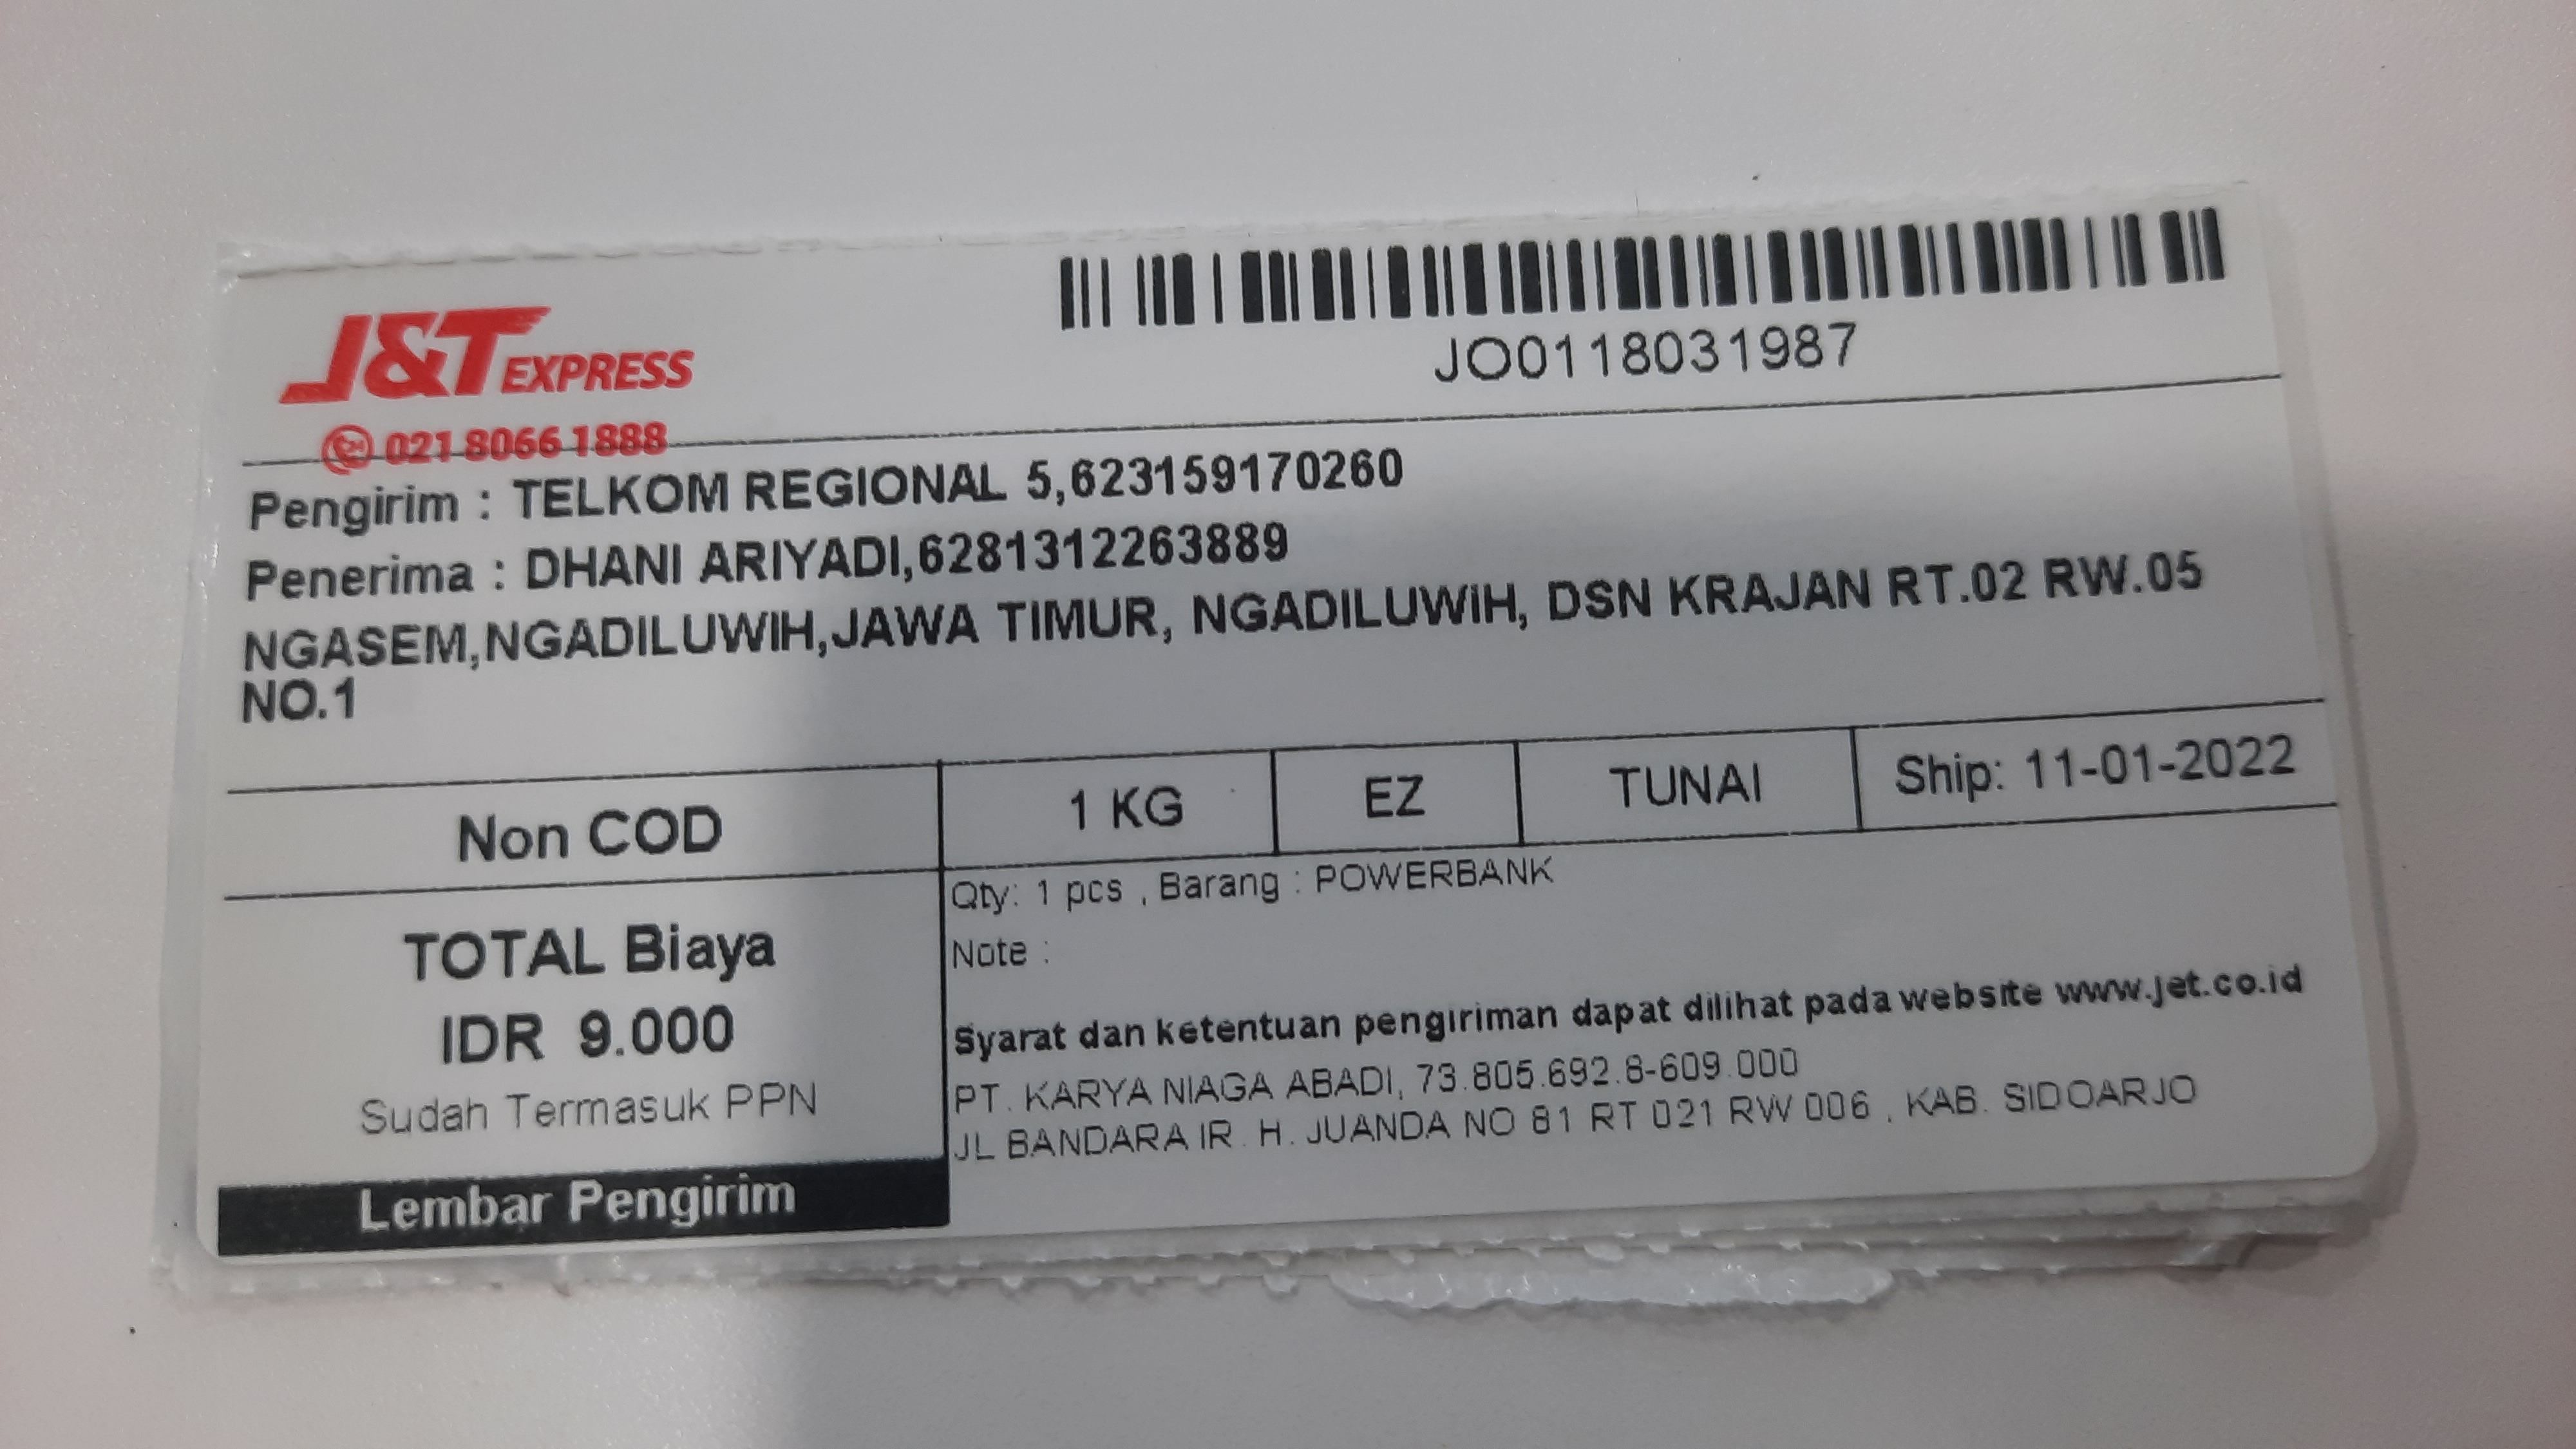 J&T EXPRESS
021-8066-1888
JO0118031987
Pengirim : TELKOM REGIONAL 5,623159170260
Penerima : DHANI ARIYADI,6281312263889
NGASEM,NGADILUWIH,JAWA TIMUR, NGADILUWIH, DSN KRAJAN RT.02 RW.05
NO.1
Non COD
1 KG
EZ
TUNAI
Ship: 11-01-2022
TOTAL Biaya
IDR 9.000
Sudah Termasuk PPN
Lembar Pengirim
Qty: 1 pcs , Barang : POWERBANK
Note :
Syarat dan ketentuan pengiriman dapat dilihat pada website www.jet.co.id
PT. KARYA NIAGA ABADI, 73.805.692.8-609.000
JL BANDARA IR. H. JUANDA NO 81 RT 021 RW 006 , KAB. SIDOARJO